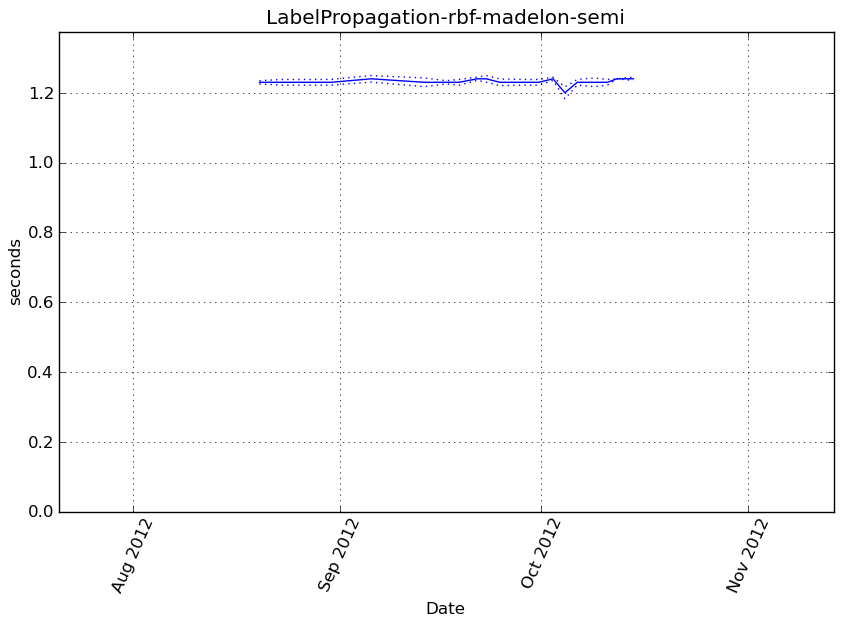 LabelPropagation-rbf-madelon-semi
1.2
1.0
0.8
0.6
0.4
0.2
0.0
seconds
Aug 2012
Sep 2012
Oct 2012
Nov 2012
Date